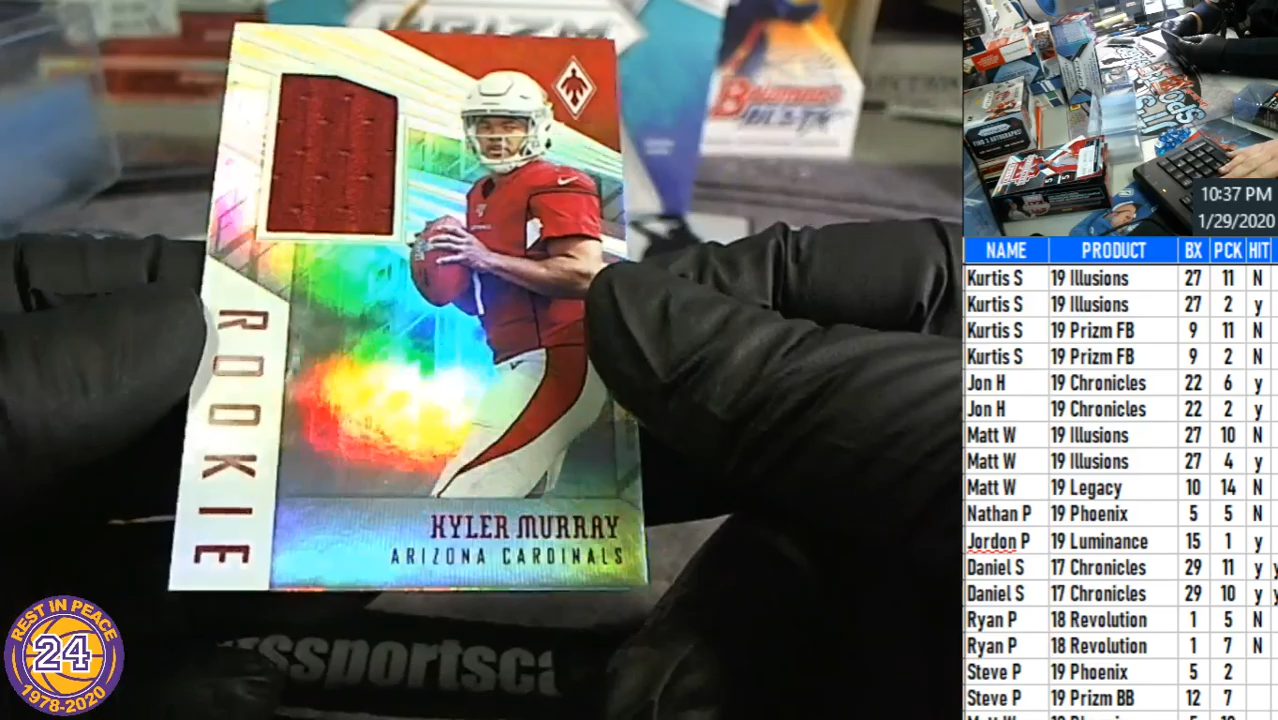 PRIZM
Bowman's
BEST
ROOKIE
KYLER MURRAY
ARIZONA CARDINALS
REST IN PEACE
24
1978-2020
10:37 PM
1/29/2020
NAME PRODUCT BX PCK HIT
Kurtis S 19 Illusions 27 11 N
Kurtis S 19 Illusions 27 2 y
Kurtis S 19 Prizm FB 9 11 N
Kurtis S 19 Prizm FB 9 2 N
Jon H 19 Chronicles 22 6 y
Jon H 19 Chronicles 22 2 y
Matt W 19 Illusions 27 10 N
Matt W 19 Illusions 27 4 y
Matt W 19 Legacy 10 14 N
Nathan P 19 Phoenix 5 5 N
Jordon P 19 Luminance 15 1 y
Daniel S 17 Chronicles 29 11 y y
Daniel S 17 Chronicles 29 10 y y
Ryan P 18 Revolution 1 5 N
Ryan P 18 Revolution 1 7 N
Steve P 19 Phoenix 5 2
Steve P 19 Prizm BB 12 7